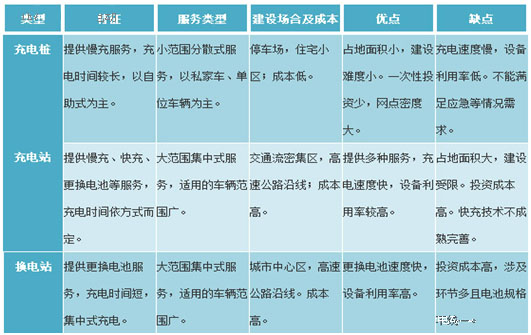 类型 特征 服务类型 建设场合及成本 优点 缺点
充电桩
提供慢充服务，充
电时间较长，以自
助式为主。
小范围分散式服
务，以私家车、单
位车辆为主。
停车场，住宅小
区；成本低。
占地面积小，建设
难度小。一次性投
资少，网点密度
大。
充电速度慢，设备
利用率低。不能满
足应急等情况需
求。
充电站
提供慢充、快充、
更换电池等服务，
充电时间依方式而
定。
大范围集中式服
务，适用的车辆范
围广。
交通流密集区，高
速公路沿线；成本
高。
提供多种服务，充
电速度快，设备利
用率较高。
占地面积大，建设
受限。投资成本
高。快充技术不成
熟完善。
换电站
提供更换电池服
务，充电时间短，
集中式充电。
大范围集中式服
务，适用的车辆范
围广。
城市中心区，高速
公路沿线。成本
高。
更换电池速度快，
设备利用率高。
投资成本高，涉及
环节多且电池规格